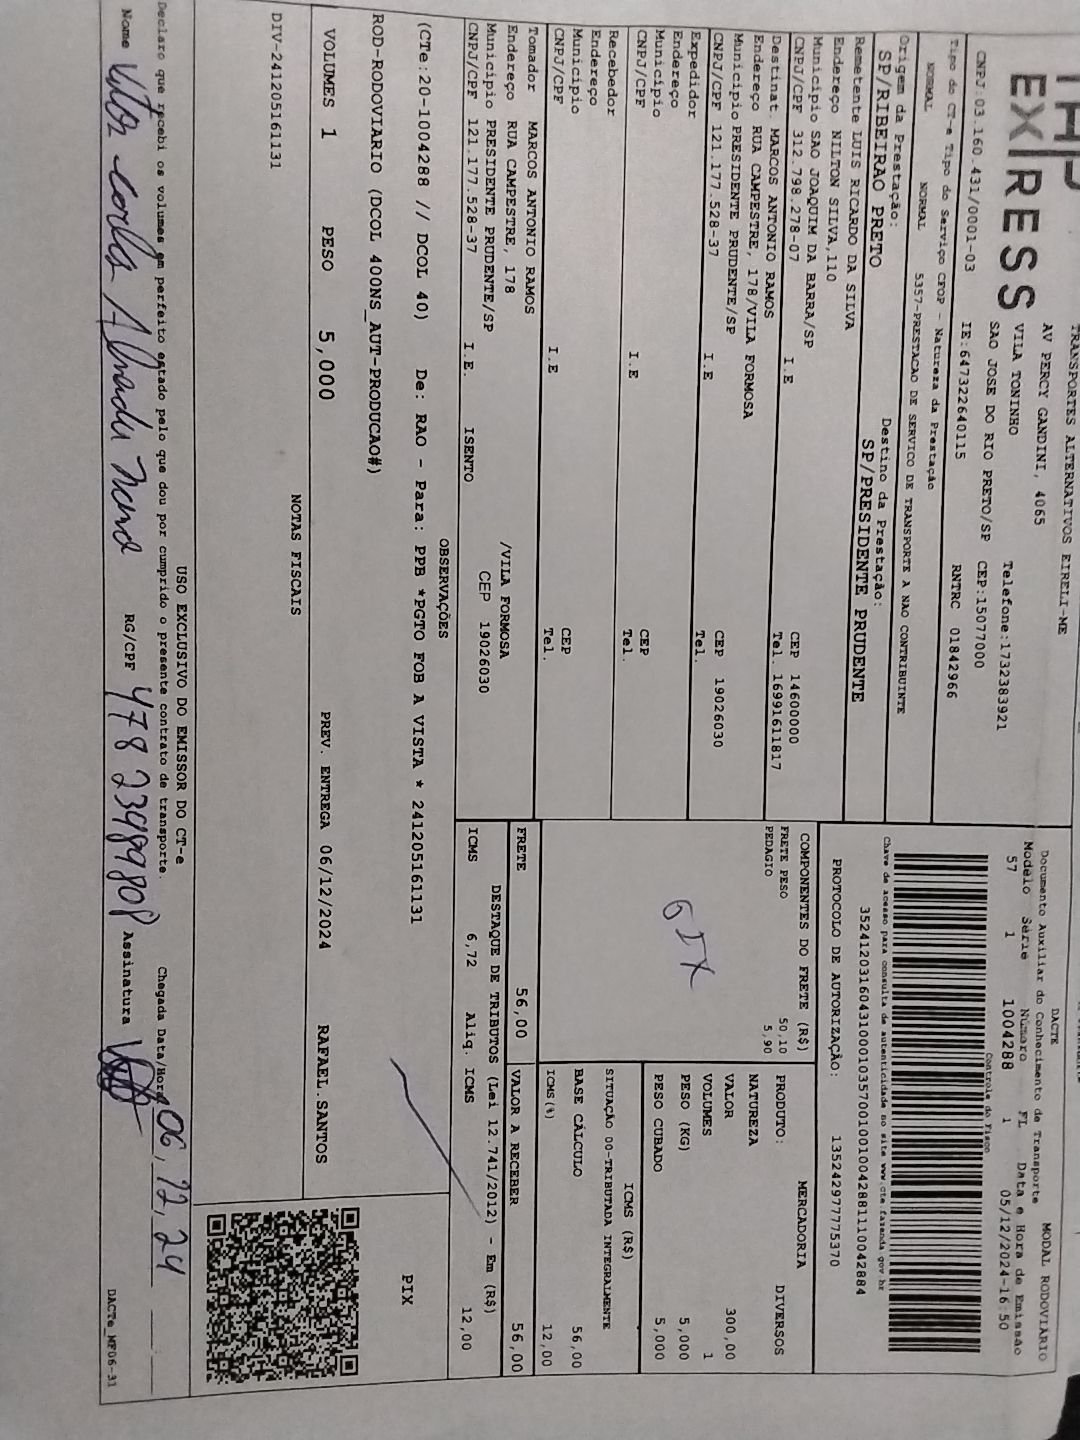 EXPRESS
TRANSPORTES ALTERNATIVOS EIRELI-ME
AV PERCY GANDINI, 4065
VILA TONINHO
SAO JOSE DO RIO PRETO/SP CEP:15077000
Telefone:1732383921
CNPJ:03.160.431/0001-03 IE:647322640115 RNTRC 01842966
DACTE
Documento Auxiliar do Conhecimento de Transporte
MODAL RODOVIÁRIO
Modelo Série Número FL Data e Hora de Emissão
57 1 1004288 1 05/12/2024-16:50
Controle do Fisco
Tipo do CT-e Tipo do Serviço CFOP - Natureza da Prestação
NORMAL NORMAL 5357-PRESTACAO DE SERVICO DE TRANSPORTE A NAO CONTRIBUINTE
35241203160431000103570010010042881110042884
Chave de acesso para consulta de autenticidade no site www.cte.fazenda.gov.br
PROTOCOLO DE AUTORIZAÇÃO: 135242977775370
Origem da Prestação: Destino da Prestação:
SP/RIBEIRAO PRETO SP/PRESIDENTE PRUDENTE
Remetente LUIS RICARDO DA SILVA
Endereço NILTON SILVA,110
Município SAO JOAQUIM DA BARRA/SP CEP 14600000
CNPJ/CPF 312.798.278-07 I.E Tel. 16991611817
Destinat. MARCOS ANTONIO RAMOS
Endereço RUA CAMPESTRE, 178/VILA FORMOSA
Município PRESIDENTE PRUDENTE/SP CEP 19026030
CNPJ/CPF 121.177.528-37 I.E Tel.
Expedidor
Endereço
Município CEP
CNPJ/CPF I.E Tel.
Recebedor
Endereço
Município CEP
CNPJ/CPF I.E Tel.
Tomador MARCOS ANTONIO RAMOS
Endereço RUA CAMPESTRE, 178 /VILA FORMOSA
Município PRESIDENTE PRUDENTE/SP CEP 19026030
CNPJ/CPF 121.177.528-37 I.E. ISENTO
COMPONENTES DO FRETE (R$)
FRETE PESO 50,10
PEDAGIO 5,90
MERCADORIA
PRODUTO: DIVERSOS
NATUREZA
VALOR 300,00
VOLUMES 1
PESO (KG) 5,000
PESO CUBADO 5,000
ICMS (R$)
SITUAÇÃO 00-TRIBUTADA INTEGRALMENTE
BASE CÁLCULO 56,00
ICMS(%) 12,00
FRETE 56,00 VALOR A RECEBER 56,00
DESTAQUE DE TRIBUTOS (Lei 12.741/2012) - Em (R$)
ICMS 6,72 Aliq. ICMS 12,00
OBSERVAÇÕES
(CTe:20-1004288 // DCOL 40) De: RAO - Para: PPB *PGTO FOB A VISTA * 24120516​1131
PIX
ROD-RODOVIARIO (DCOL 400NS_AUT-PRODUCAO#)
VOLUMES 1 PESO 5,000 PREV. ENTREGA 06/12/2024 RAFAEL.SANTOS
NOTAS FISCAIS
DIV-241205161131
USO EXCLUSIVO DO EMISSOR DO CT-e
Declaro que recebi os volumes em perfeito estado pelo que dou por cumprido o presente contrato de transporte. Chegada Data/Hora 06,12,24
Nome RG/CPF 478 23989808 Assinatura
DACTe_MP06-31